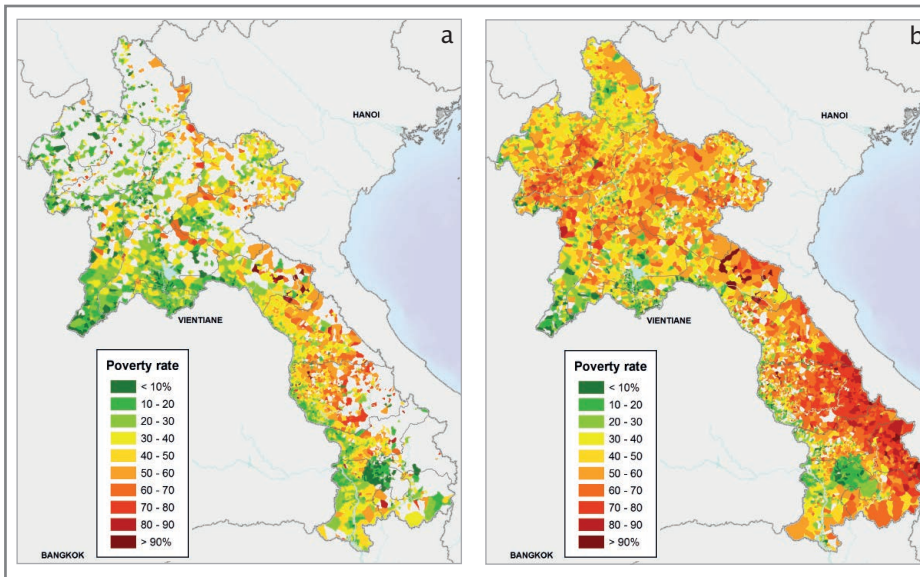 a
HANOI
VIENTIANE
Poverty rate
< 10%
10 - 20
20 - 30
30 - 40
40 - 50
50 - 60
60 - 70
70 - 80
80 - 90
> 90%
BANGKOK
b
HANOI
VIENTIANE
Poverty rate
< 10%
10 - 20
20 - 30
30 - 40
40 - 50
50 - 60
60 - 70
70 - 80
80 - 90
> 90%
BANGKOK